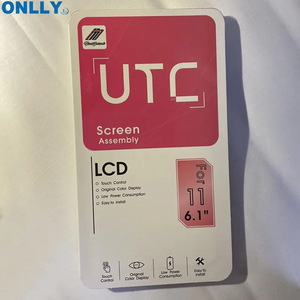 ONLLY
UTC
Screen
Assembly
LCD
Touch Control
Original Color Display
Low Power Consumption
Easy to Install
For
11
6.1"
Touch
Control
Original
Color Display
Low Power
Consumption
Easy to
Install